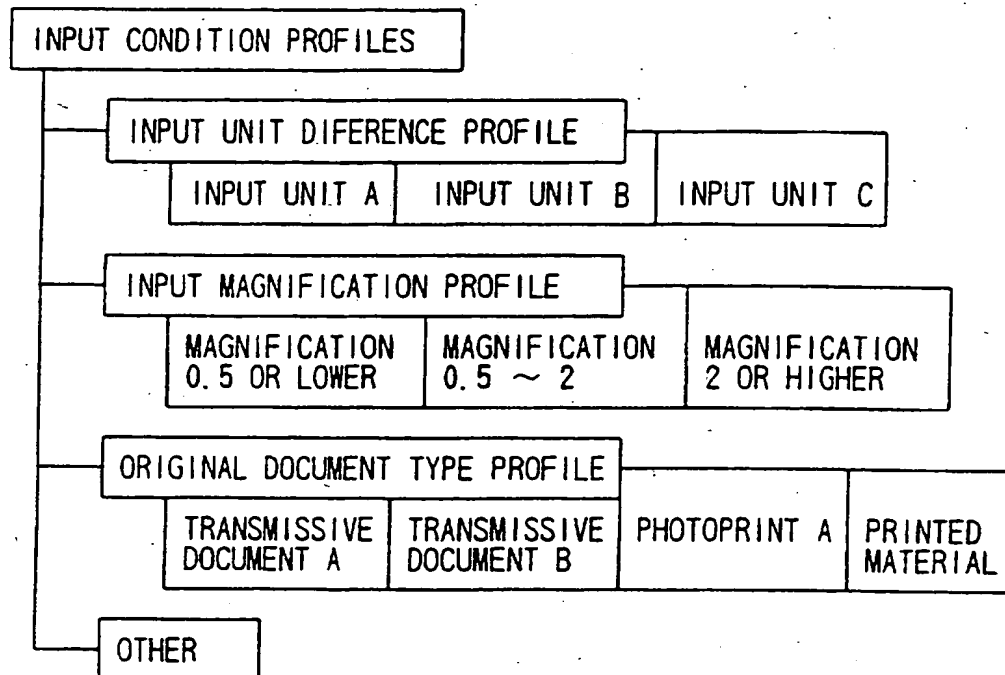 INPUT CONDITION PROFILES
INPUT UNIT DIFERENCE PROFILE
INPUT UNIT A
INPUT UNIT B
INPUT UNIT C
INPUT MAGNIFICATION PROFILE
MAGNIFICATION
0.5 OR LOWER
MAGNIFICATION
0.5 ~ 2
MAGNIFICATION
2 OR HIGHER
ORIGINAL DOCUMENT TYPE PROFILE
TRANSMISSIVE
DOCUMENT A
TRANSMISSIVE
DOCUMENT B
PHOTOPRINT A
PRINTED
MATERIAL
OTHER